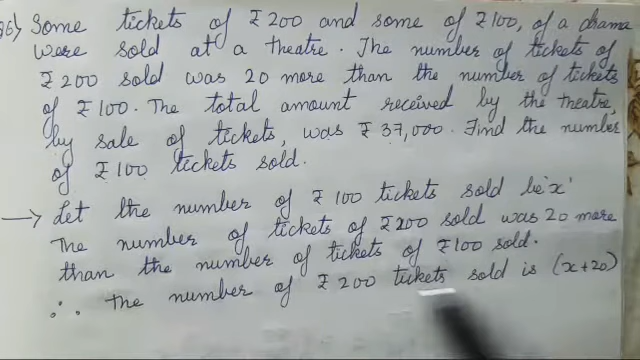 Q6) Some tickets of ₹200 and some of ₹100, of a drama
were sold at a theatre. The number of tickets of
₹200 sold was 20 more than the number of tickets
of ₹100. The total amount received by the theatre,
by sale of tickets, was ₹37,000. Find the number
of ₹100 tickets sold.
→ Let the number of ₹100 tickets sold be 'x'
The number of tickets of ₹200 sold was 20 more
than the number of tickets of ₹100 sold.
∴ The number of ₹200 tickets sold is (x+20)